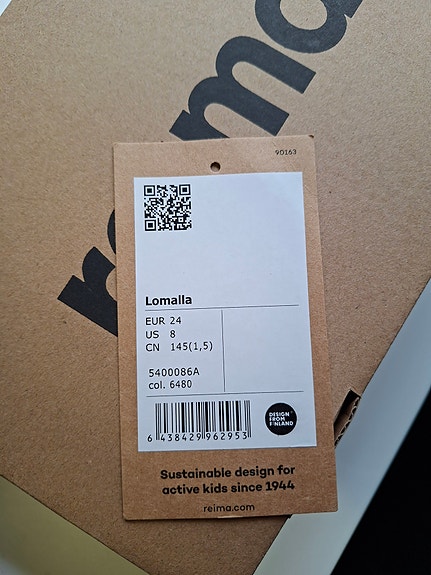 reima
90163
Lomalla
EUR 24
US 8
CN 145(1,5)
5400086A
col. 6480
6 438429 962953
DESIGN
FROM
FINLAND
Sustainable design for
active kids since 1944
reima.com